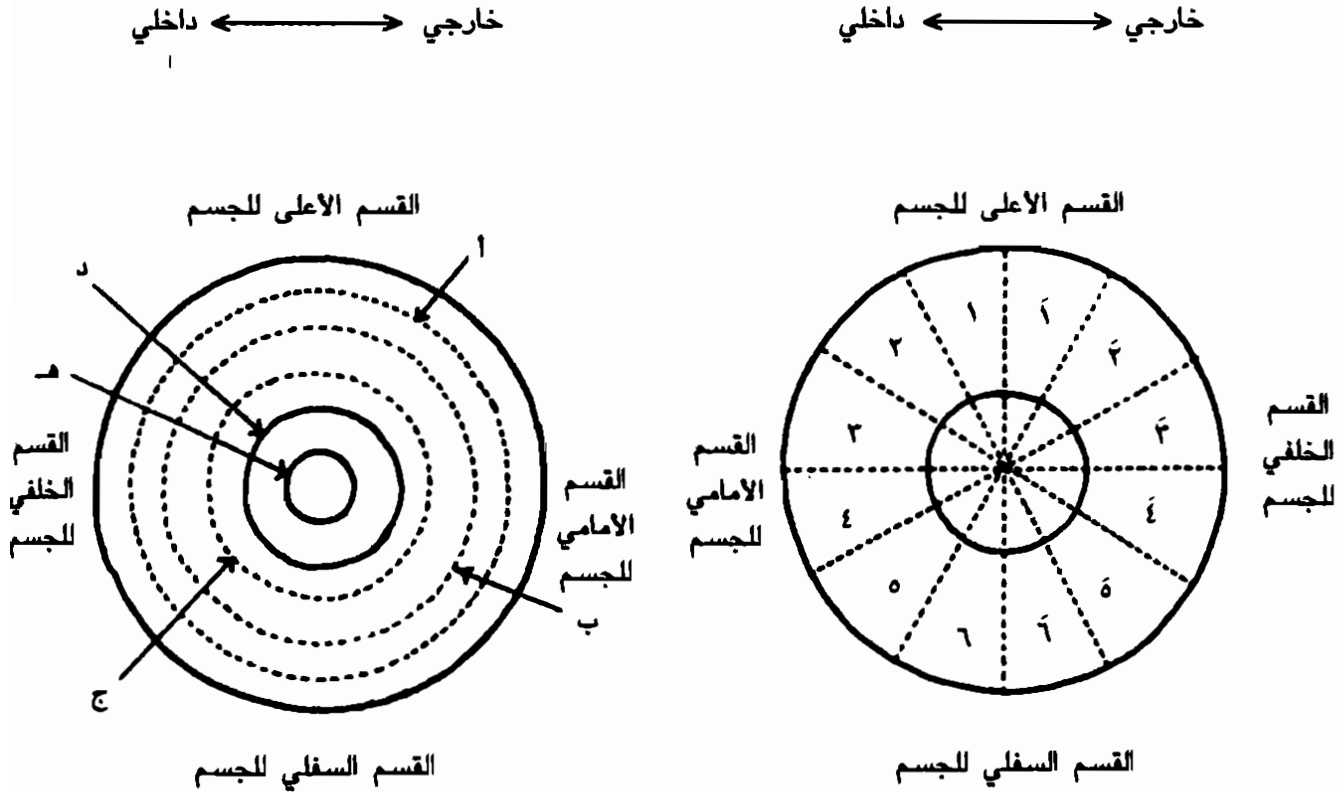 خارجي داخلي
القسم الأعلى للجسم
١ ١َ
٢ ٢َ
٣ ٣َ
٤ ٤َ
٥ ٥َ
٦ ٦َ
القسم
الخلفي
للجسم
القسم
الأمامي
للجسم
القسم السفلي للجسم
خارجي داخلي
القسم الأعلى للجسم
أ
د
هـ
القسم
الأمامي
للجسم
القسم
الخلفي
للجسم
ب
ج
القسم السفلي للجسم